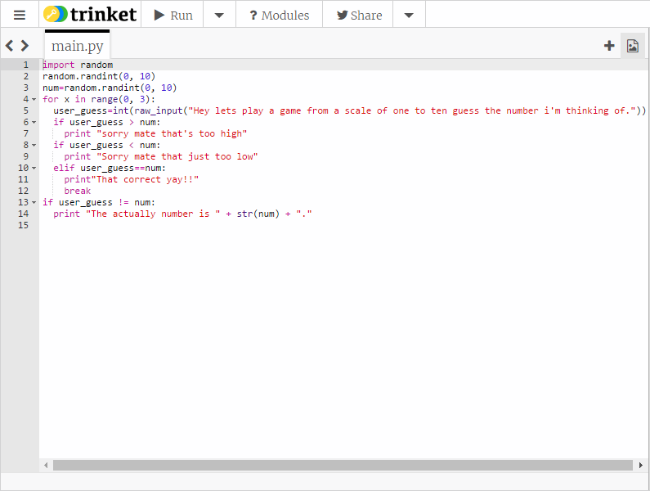 trinket Run ? Modules Share
main.py
1 import random
2 random.randint(0, 10)
3 num=random.randint(0, 10)
4 for x in range(0, 3):
5 user_guess=int(raw_input("Hey lets play a game from a scale of one to ten guess the number i'm thinking of."))
6 if user_guess > num:
7 print "sorry mate that's too high"
8 if user_guess < num:
9 print "Sorry mate that just too low"
10 elif user_guess==num:
11 print"That correct yay!!"
12 break
13 if user_guess != num:
14 print "The actually number is " + str(num) + "."
15